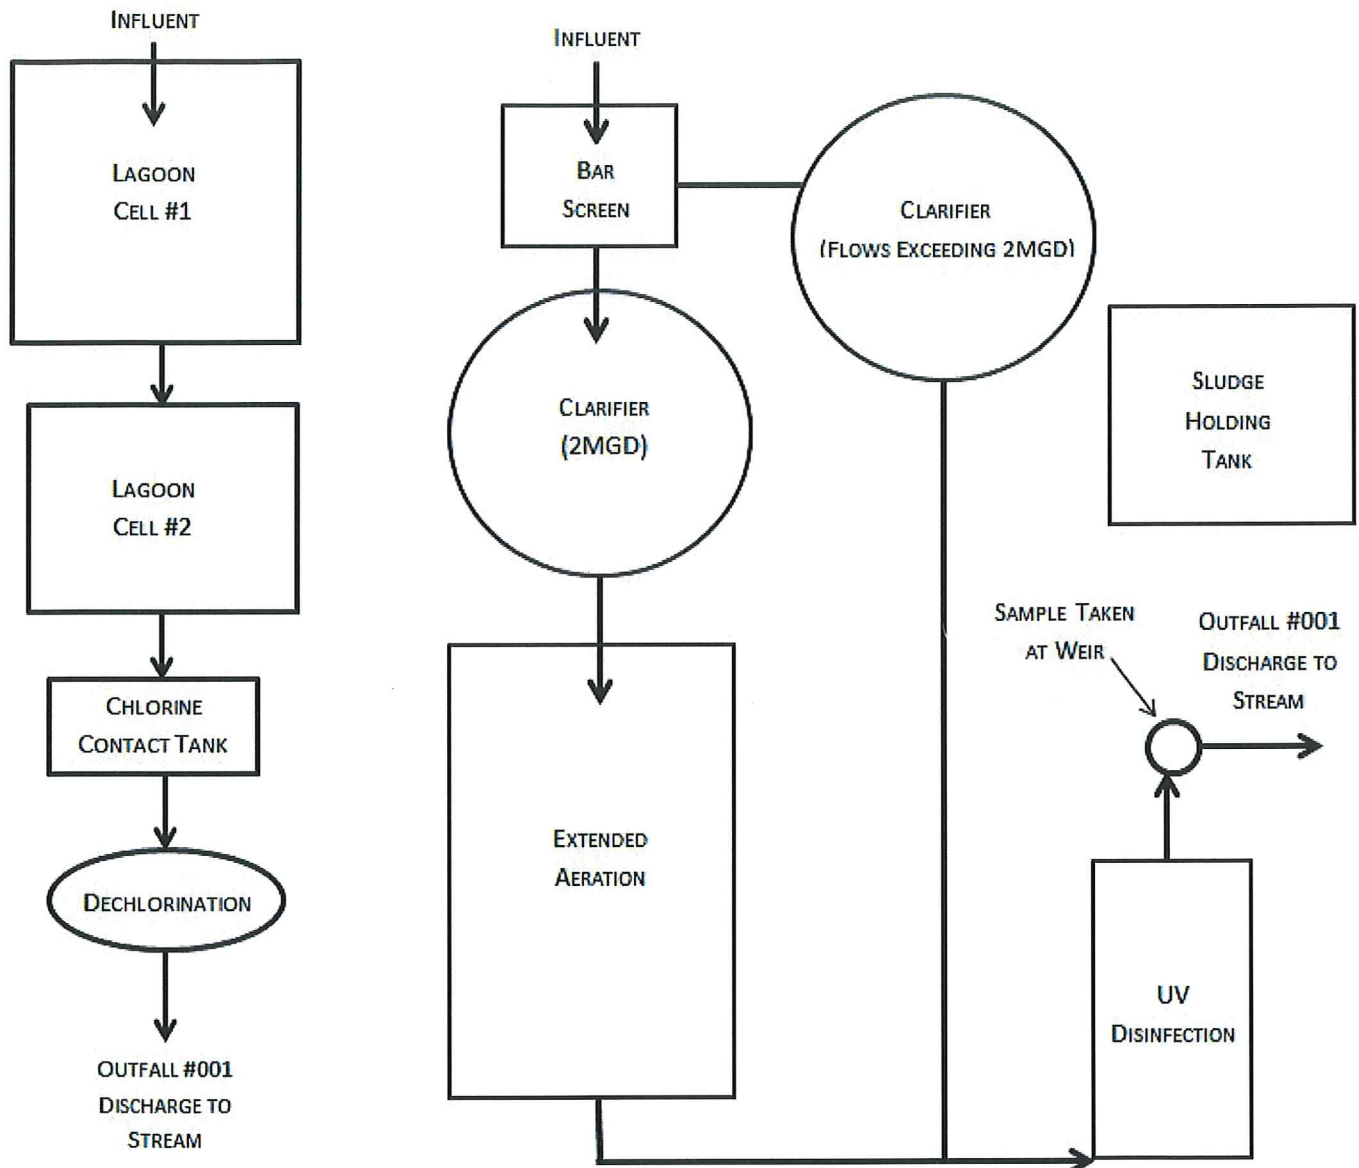 INFLUENT
LAGOON
CELL #1
LAGOON
CELL #2
CHLORINE
CONTACT TANK
DECHLORINATION
OUTFALL #001
DISCHARGE TO
STREAM
INFLUENT
BAR
SCREEN
CLARIFIER
(FLOWS EXCEEDING 2MGD)
CLARIFIER
(2MGD)
EXTENDED
AERATION
SLUDGE
HOLDING
TANK
SAMPLE TAKEN
AT WEIR
OUTFALL #001
DISCHARGE TO
STREAM
UV
DISINFECTION